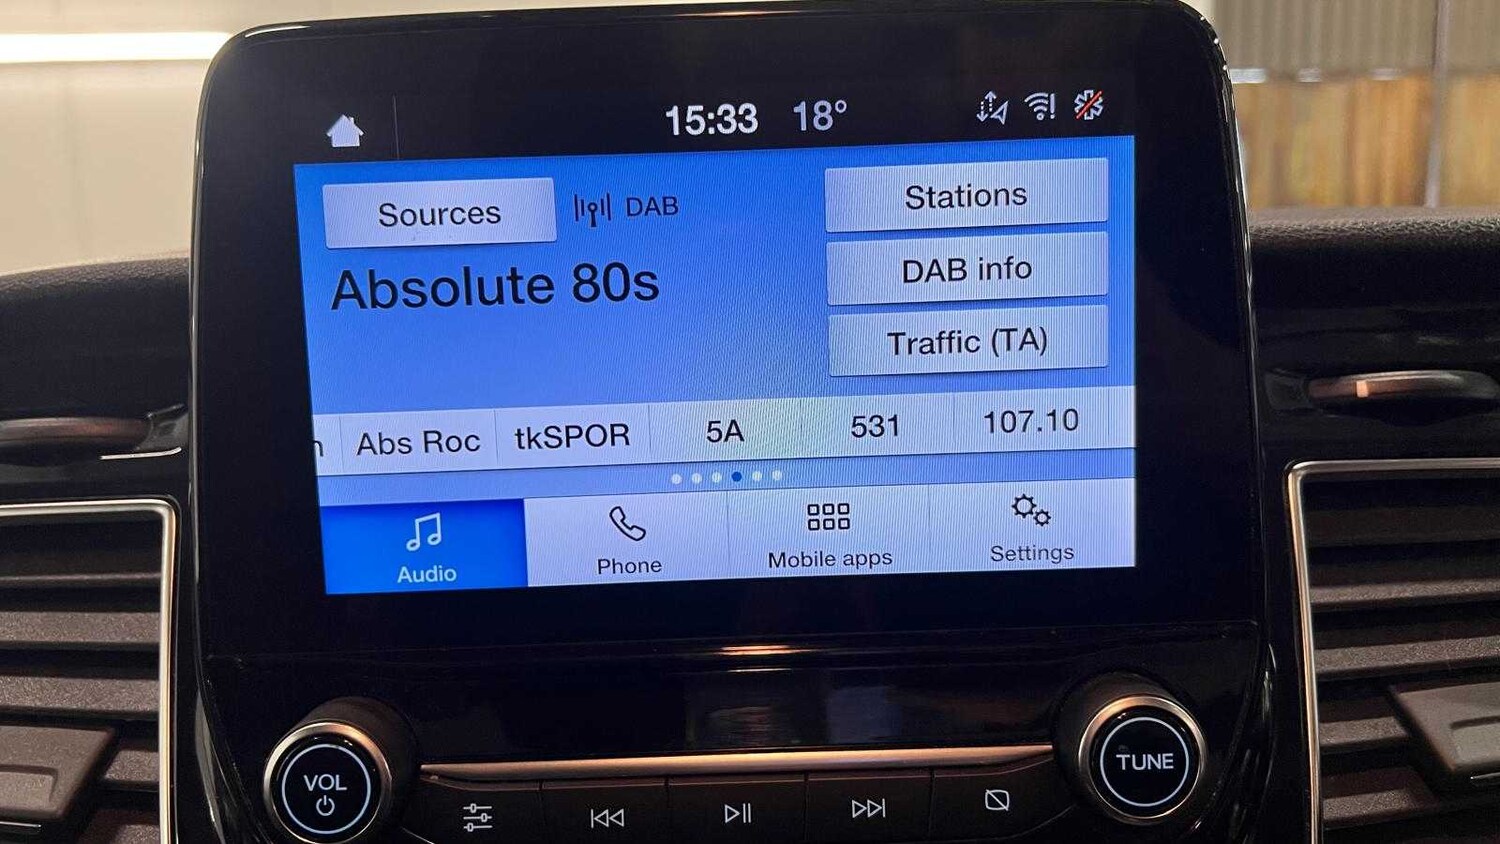 15:33 18°
Sources DAB
Stations
Absolute 80s
DAB info
Traffic (TA)
Abs Roc tkSPOR 5A 531 107.10
Audio Phone Mobile apps Settings
VOL TUNE